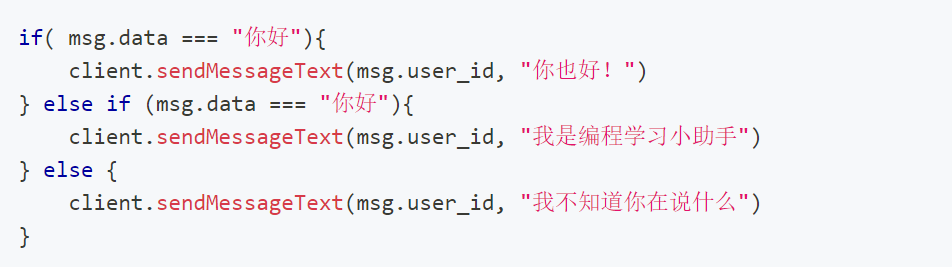 if( msg.data === "你好"){
    client.sendMessageText(msg.user_id, "你也好！")
} else if (msg.data === "你好"){
    client.sendMessageText(msg.user_id, "我是编程学习小助手")
} else {
    client.sendMessageText(msg.user_id, "我不知道你在说什么")
}